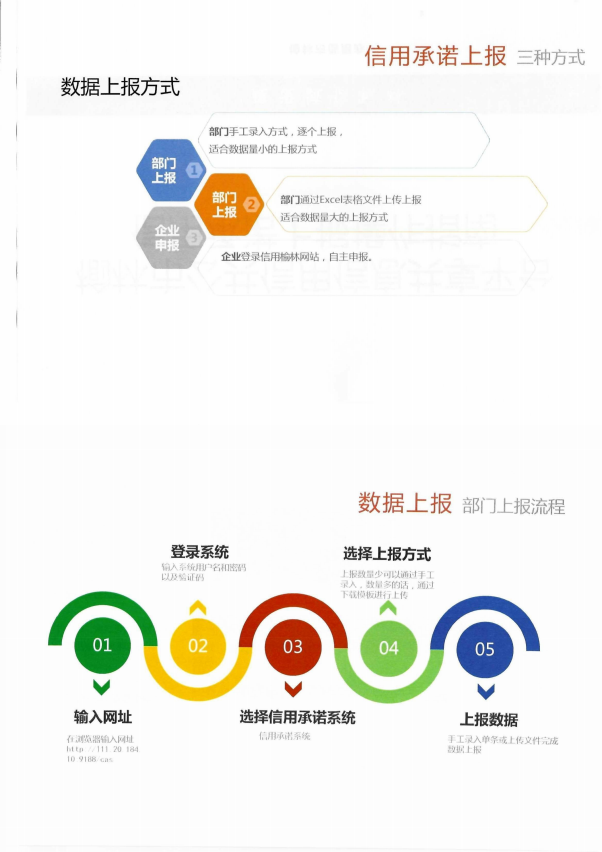 信用承诺上报 三种方式
数据上报方式
部门手工录入方式，逐个上报，
适合数据量小的上报方式
部门
上报
1
部门
上报
2
部门通过Excel表格文件上传上报
适合数据量大的上报方式
企业
申报
3
企业登录信用榆林网站，自主申报。
数据上报 部门上报流程
登录系统
输入系统用户名和密码
以及验证码
选择上报方式
上报数量少可以通过手工
录入，数量多的话，通过
下载模板进行上传
01
02
03
04
05
输入网址
在浏览器输入网址
http //111 20 184
10 9188 /cas
选择信用承诺系统
信用承诺系统
上报数据
手工录入单条或上传文件完成
数据上报